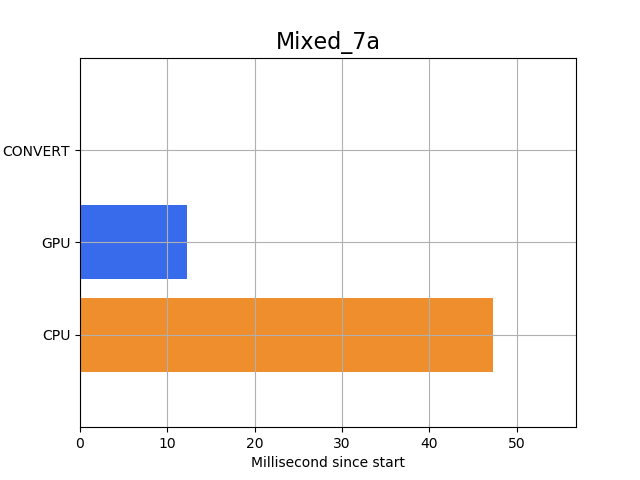 Mixed_7a
CONVERT
GPU
CPU
0 10 20 30 40 50
Millisecond since start